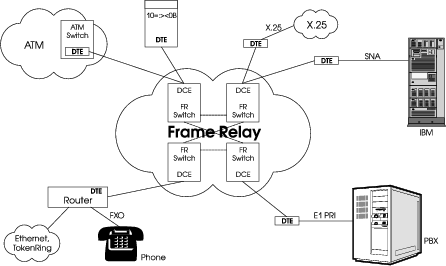 10=><0B
DTE
ATM
ATM
Switch
DTE
X.25
X.25
DTE
DTE
SNA
IBM
DCE
DCE
FR
Switch
FR
Switch
Frame Relay
FR
Switch
FR
Switch
DCE
DCE
DTE
Router
FXO
Ethernet,
TokenRing
Phone
DTE
E1 PRI
PBX